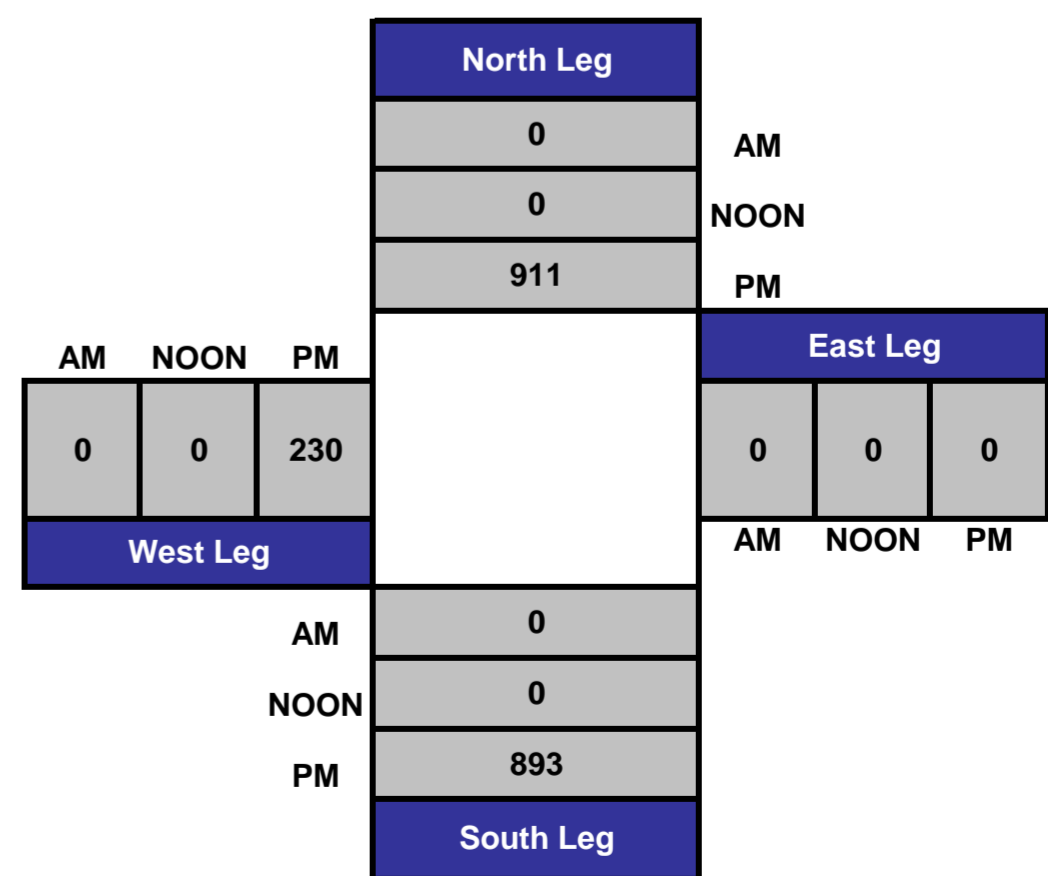 North Leg
0 AM
0 NOON
911 PM
East Leg
AM NOON PM
0 0 230
0 0 0
West Leg
AM NOON PM
AM 0
NOON 0
PM 893
South Leg